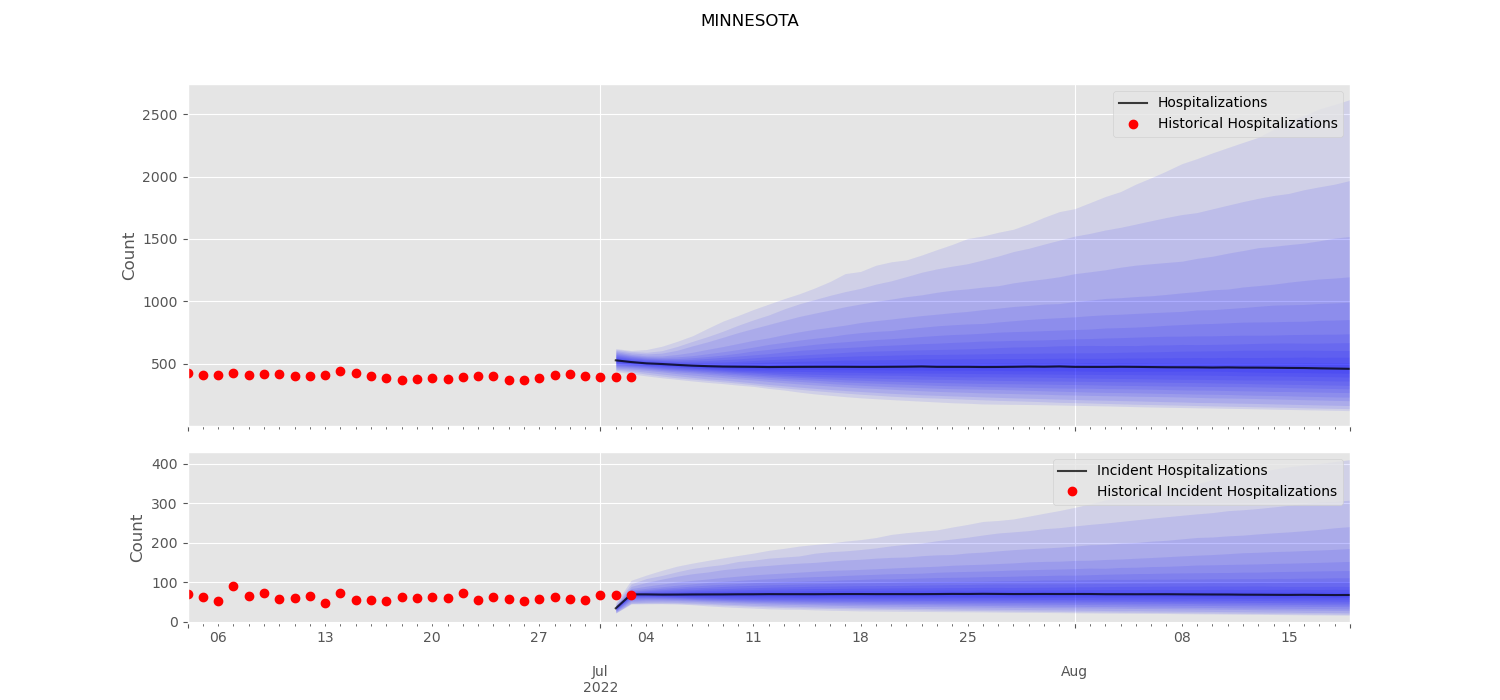 MINNESOTA
Hospitalizations
Historical Hospitalizations
2500
2000
1500
1000
500
Count
Incident Hospitalizations
Historical Incident Hospitalizations
400
300
200
100
0
Count
06 13 20 27 04 11 18 25 08 15
Jul Aug
2022